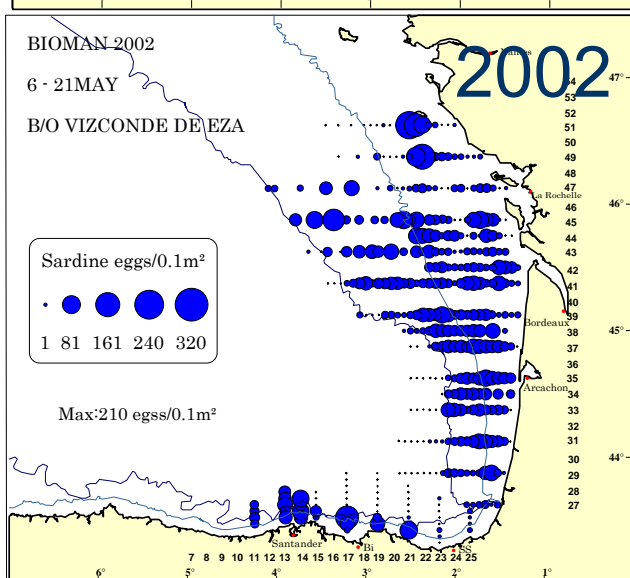 BIOMAN 2002
2002
6 - 21MAY
B/O VIZCONDE DE EZA
Nantes
47°
54
53
52
51
49
48
47
La Rochelle
46°
46
45
44
43
42
41
40
39
Bordeaux
38
45°
37
35
Arcachon
34
33
31
30
44°
29
28
27
Sardine eggs/0.1m²
1 81 161 240 320
Max:210 egss/0.1m²
Santander
Bi
SS
7 8 9 10 11 12 13 14 15 16 17 18 19 20 21 22 23 24 25
6° 5° 4° 3° 2° 1°